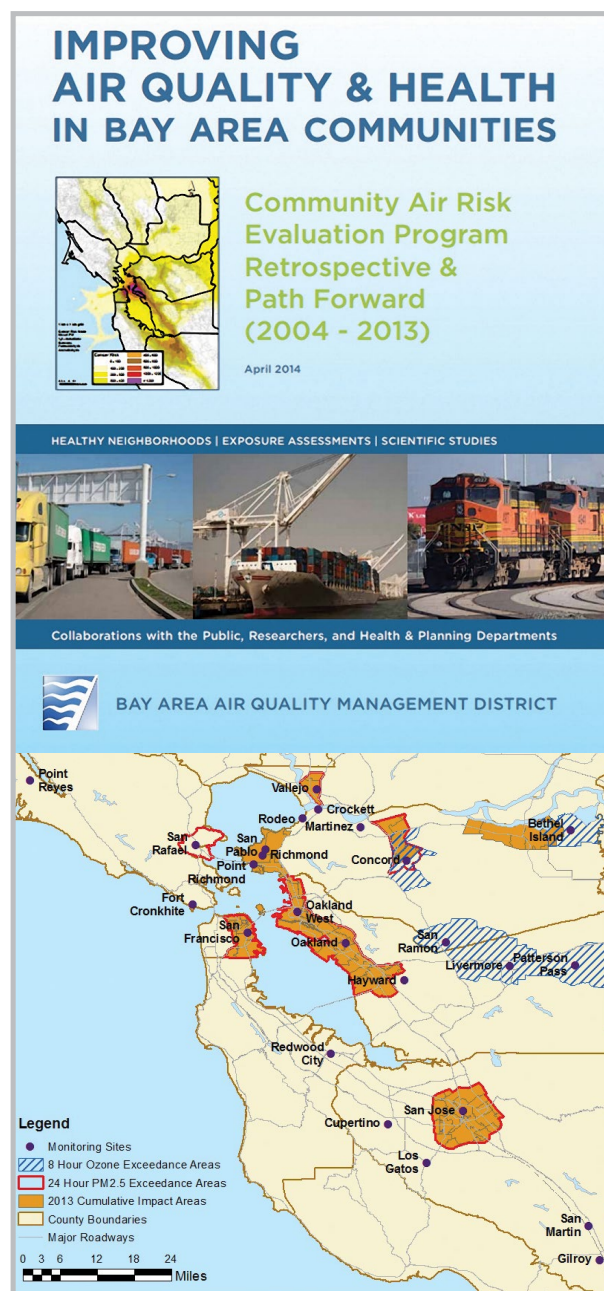 IMPROVING
AIR QUALITY & HEALTH
IN BAY AREA COMMUNITIES
Community Air Risk
Evaluation Program
Retrospective &
Path Forward
(2004 - 2013)
April 2014
HEALTHY NEIGHBORHOODS | EXPOSURE ASSESSMENTS | SCIENTIFIC STUDIES
Collaborations with the Public, Researchers, and Health & Planning Departments
BAY AREA AIR QUALITY MANAGEMENT DISTRICT
Point
Reyes
Vallejo
Crockett
Rodeo
Martinez
Bethel
Island
San
Rafael
San
Pablo
Richmond
Point
Richmond
Concord
Fort
Cronkhite
Oakland
West
San
Francisco
Oakland
San
Ramon
Livermore
Patterson
Pass
Hayward
Redwood
City
San Jose
Cupertino
Los
Gatos
San
Martin
Gilroy
Legend
Monitoring Sites
8 Hour Ozone Exceedance Areas
24 Hour PM2.5 Exceedance Areas
2013 Cumulative Impact Areas
County Boundaries
Major Roadways
0 3 6 12 18 24
Miles